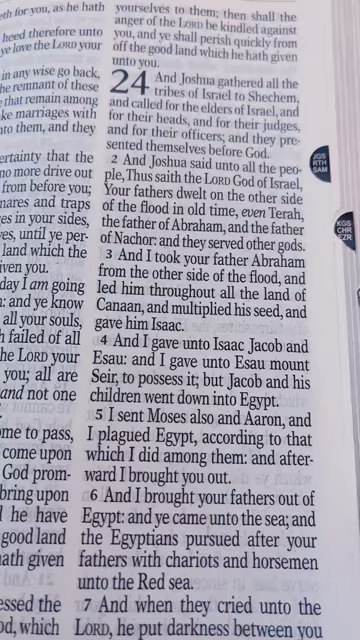 eth for you, as he hath
heed therefore unto
ye love the LORD your
in any wise go back,
he remnant of these
e that remain among
ke marriages with
nto them, and they
ertainty that the
no more drive out
from before you;
nares and traps
es in your sides,
es, until ye per-
land which the
iven you.
day I am going
: and ye know
all your souls,
h failed of all
he LORD your
you; all are
and not one
ome to pass,
come upon
God prom-
bring upon
he have
good land
hath given
essed the
od, which
yourselves to them; then shall the
anger of the LORD be kindled against
you, and ye shall perish quickly from
off the good land which he hath given
unto you.
24 And Joshua gathered all the
tribes of Israel to Shechem,
and called for the elders of Israel, and
for their heads, and for their judges,
and for their officers; and they pre-
sented themselves before God.
2 And Joshua said unto all the peo-
ple, Thus saith the LORD God of Israel,
Your fathers dwelt on the other side
of the flood in old time, even Terah,
the father of Abraham, and the father
of Nachor: and they served other gods.
3 And I took your father Abraham
from the other side of the flood, and
led him throughout all the land of
Canaan, and multiplied his seed, and
gave him Isaac.
4 And I gave unto Isaac Jacob and
Esau: and I gave unto Esau mount
Seir, to possess it; but Jacob and his
children went down into Egypt.
5 I sent Moses also and Aaron, and
I plagued Egypt, according to that
which I did among them: and after-
ward I brought you out.
6 And I brought your fathers out of
Egypt: and ye came unto the sea; and
the Egyptians pursued after your
fathers with chariots and horsemen
unto the Red sea.
7 And when they cried unto the
LORD, he put darkness between you
JGS
RTH
SAM
KGS
CHR
EZR